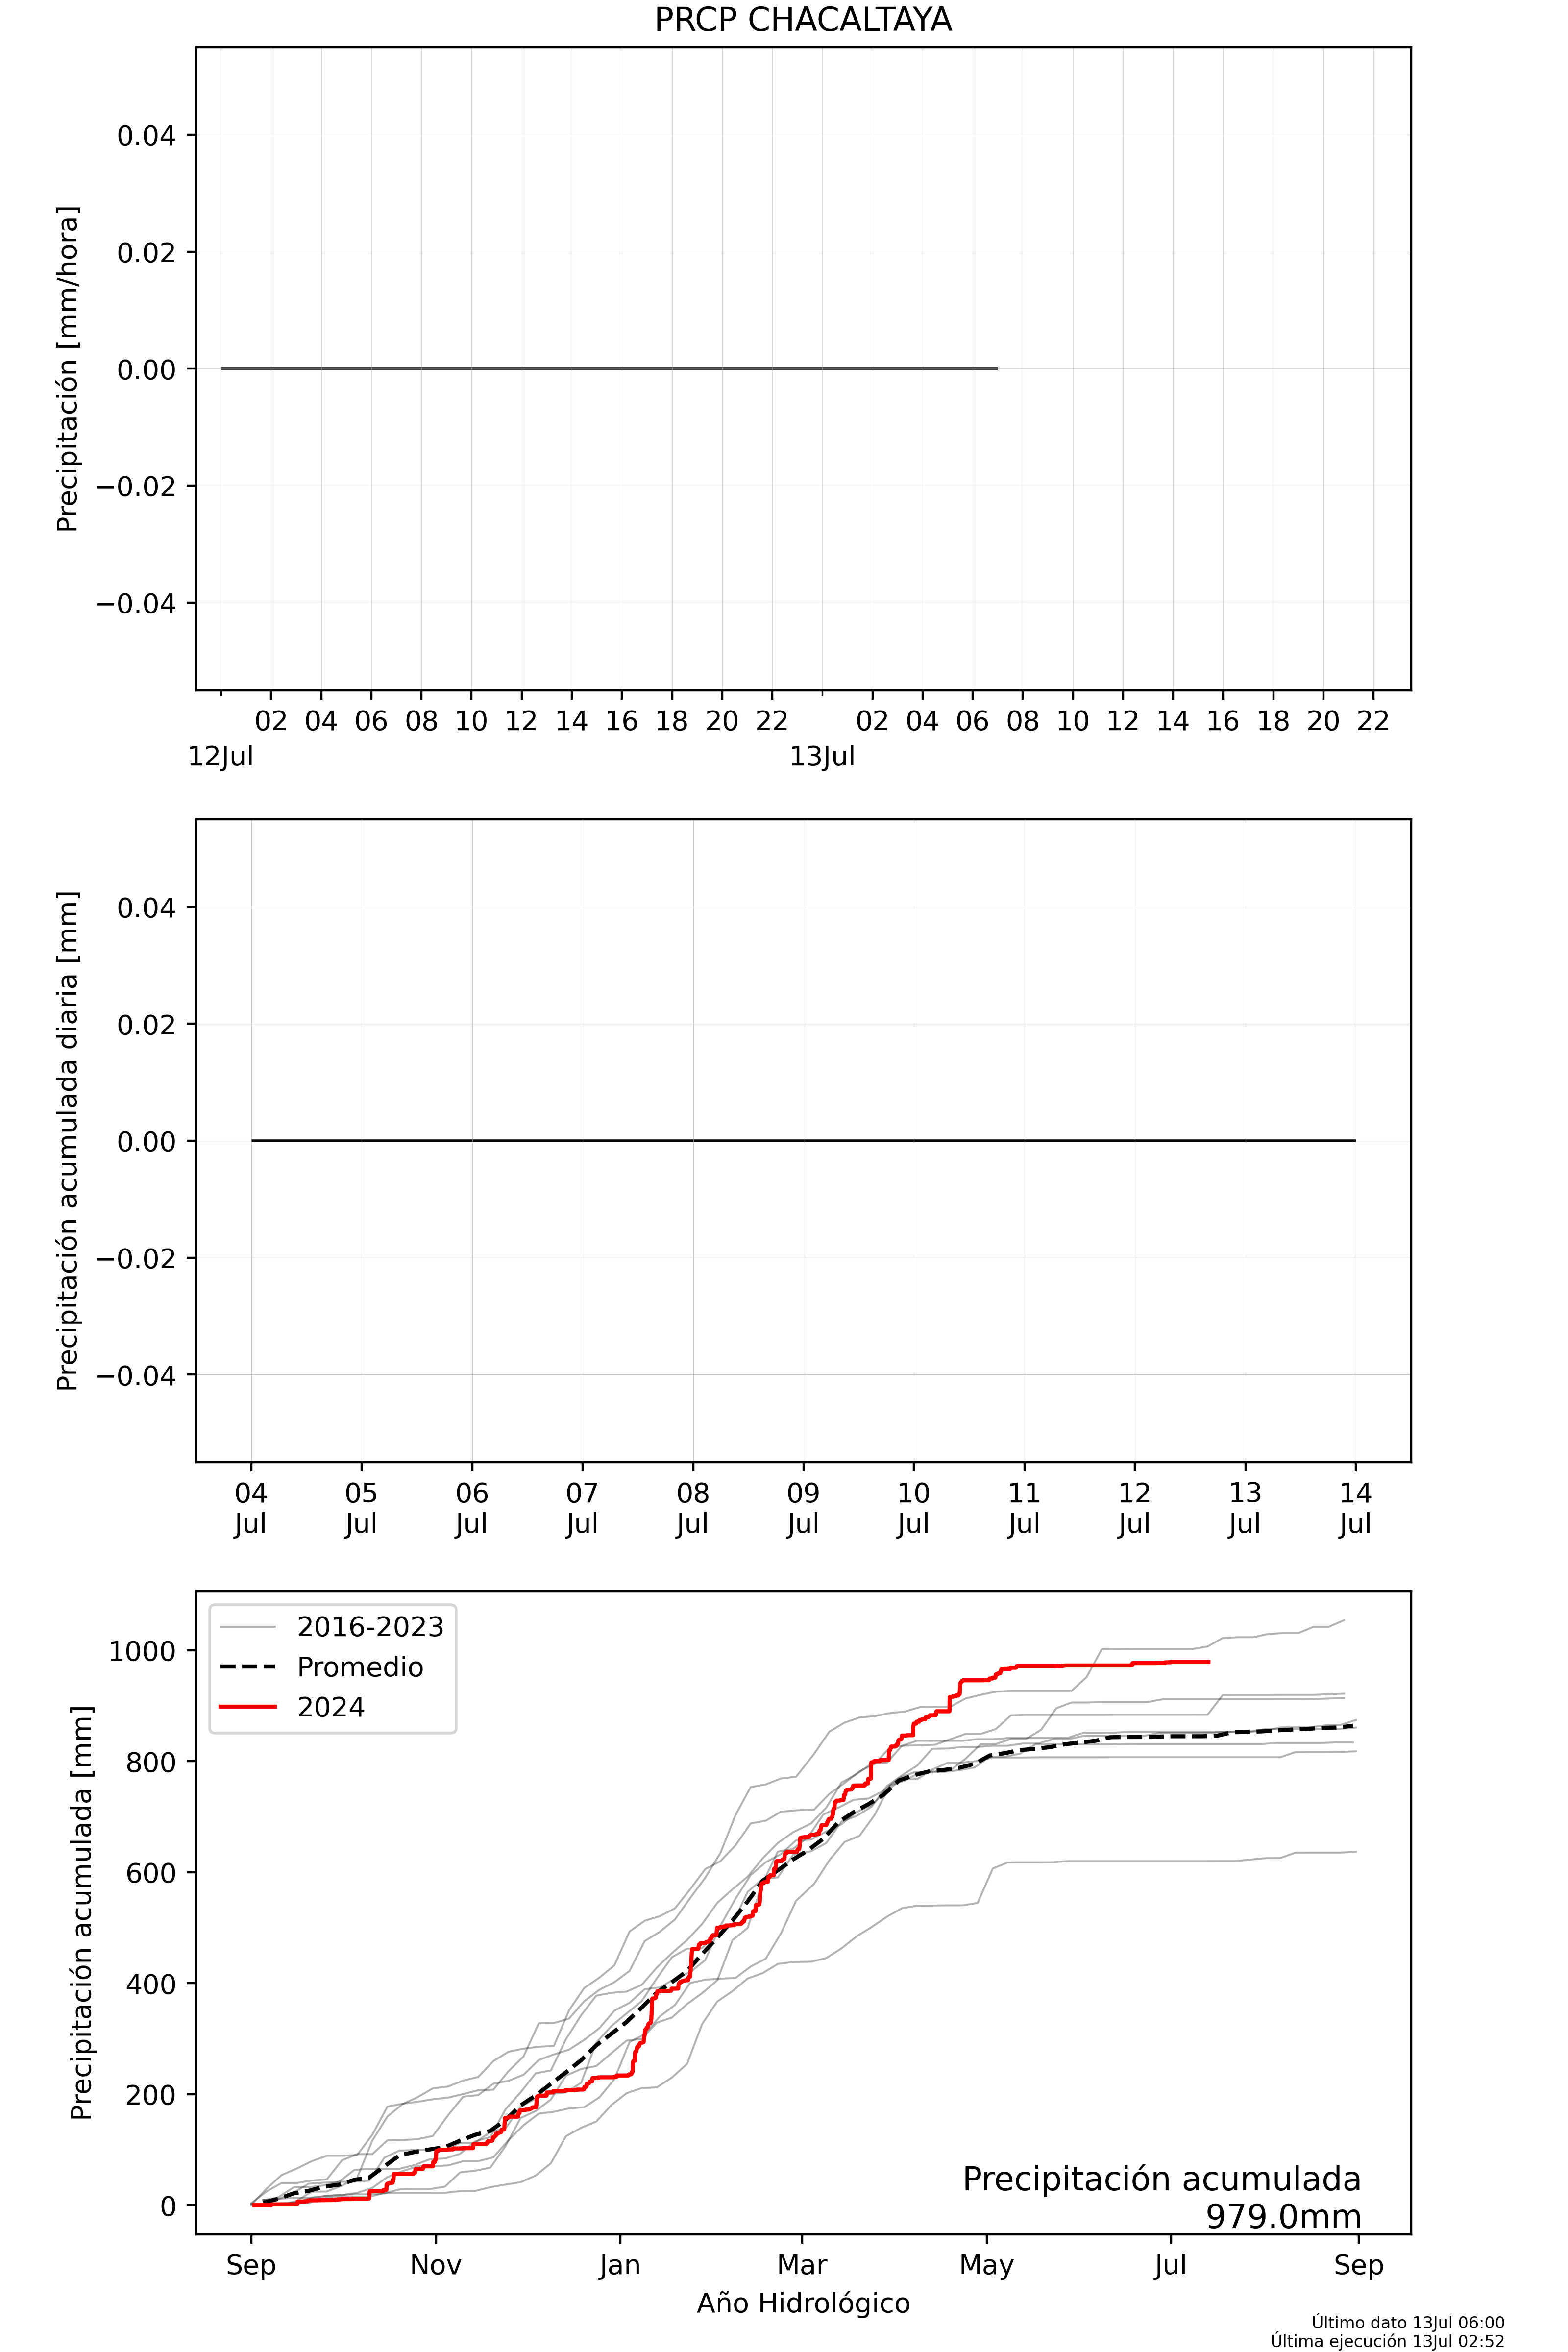 PRCP CHACALTAYA
Precipitación [mm/hora]
0.04
0.02
0.00
−0.02
−0.04
02 04 06 08 10 12 14 16 18 20 22 02 04 06 08 10 12 14 16 18 20 22
12Jul 13Jul
Precipitación acumulada diaria [mm]
0.04
0.02
0.00
−0.02
−0.04
04 05 06 07 08 09 10 11 12 13 14
Jul Jul Jul Jul Jul Jul Jul Jul Jul Jul Jul
Precipitación acumulada [mm]
1000
800
600
400
200
0
2016-2023
Promedio
2024
Precipitación acumulada
979.0mm
Sep Nov Jan Mar May Jul Sep
Año Hidrológico
Último dato 13Jul 06:00
Última ejecución 13Jul 02:52